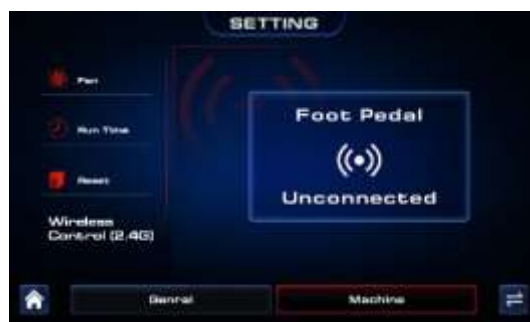 SETTING
Fan
Run Time
Reset
Wireless
Control (2.4G)
Foot Pedal
Unconnected
Genral
Machine